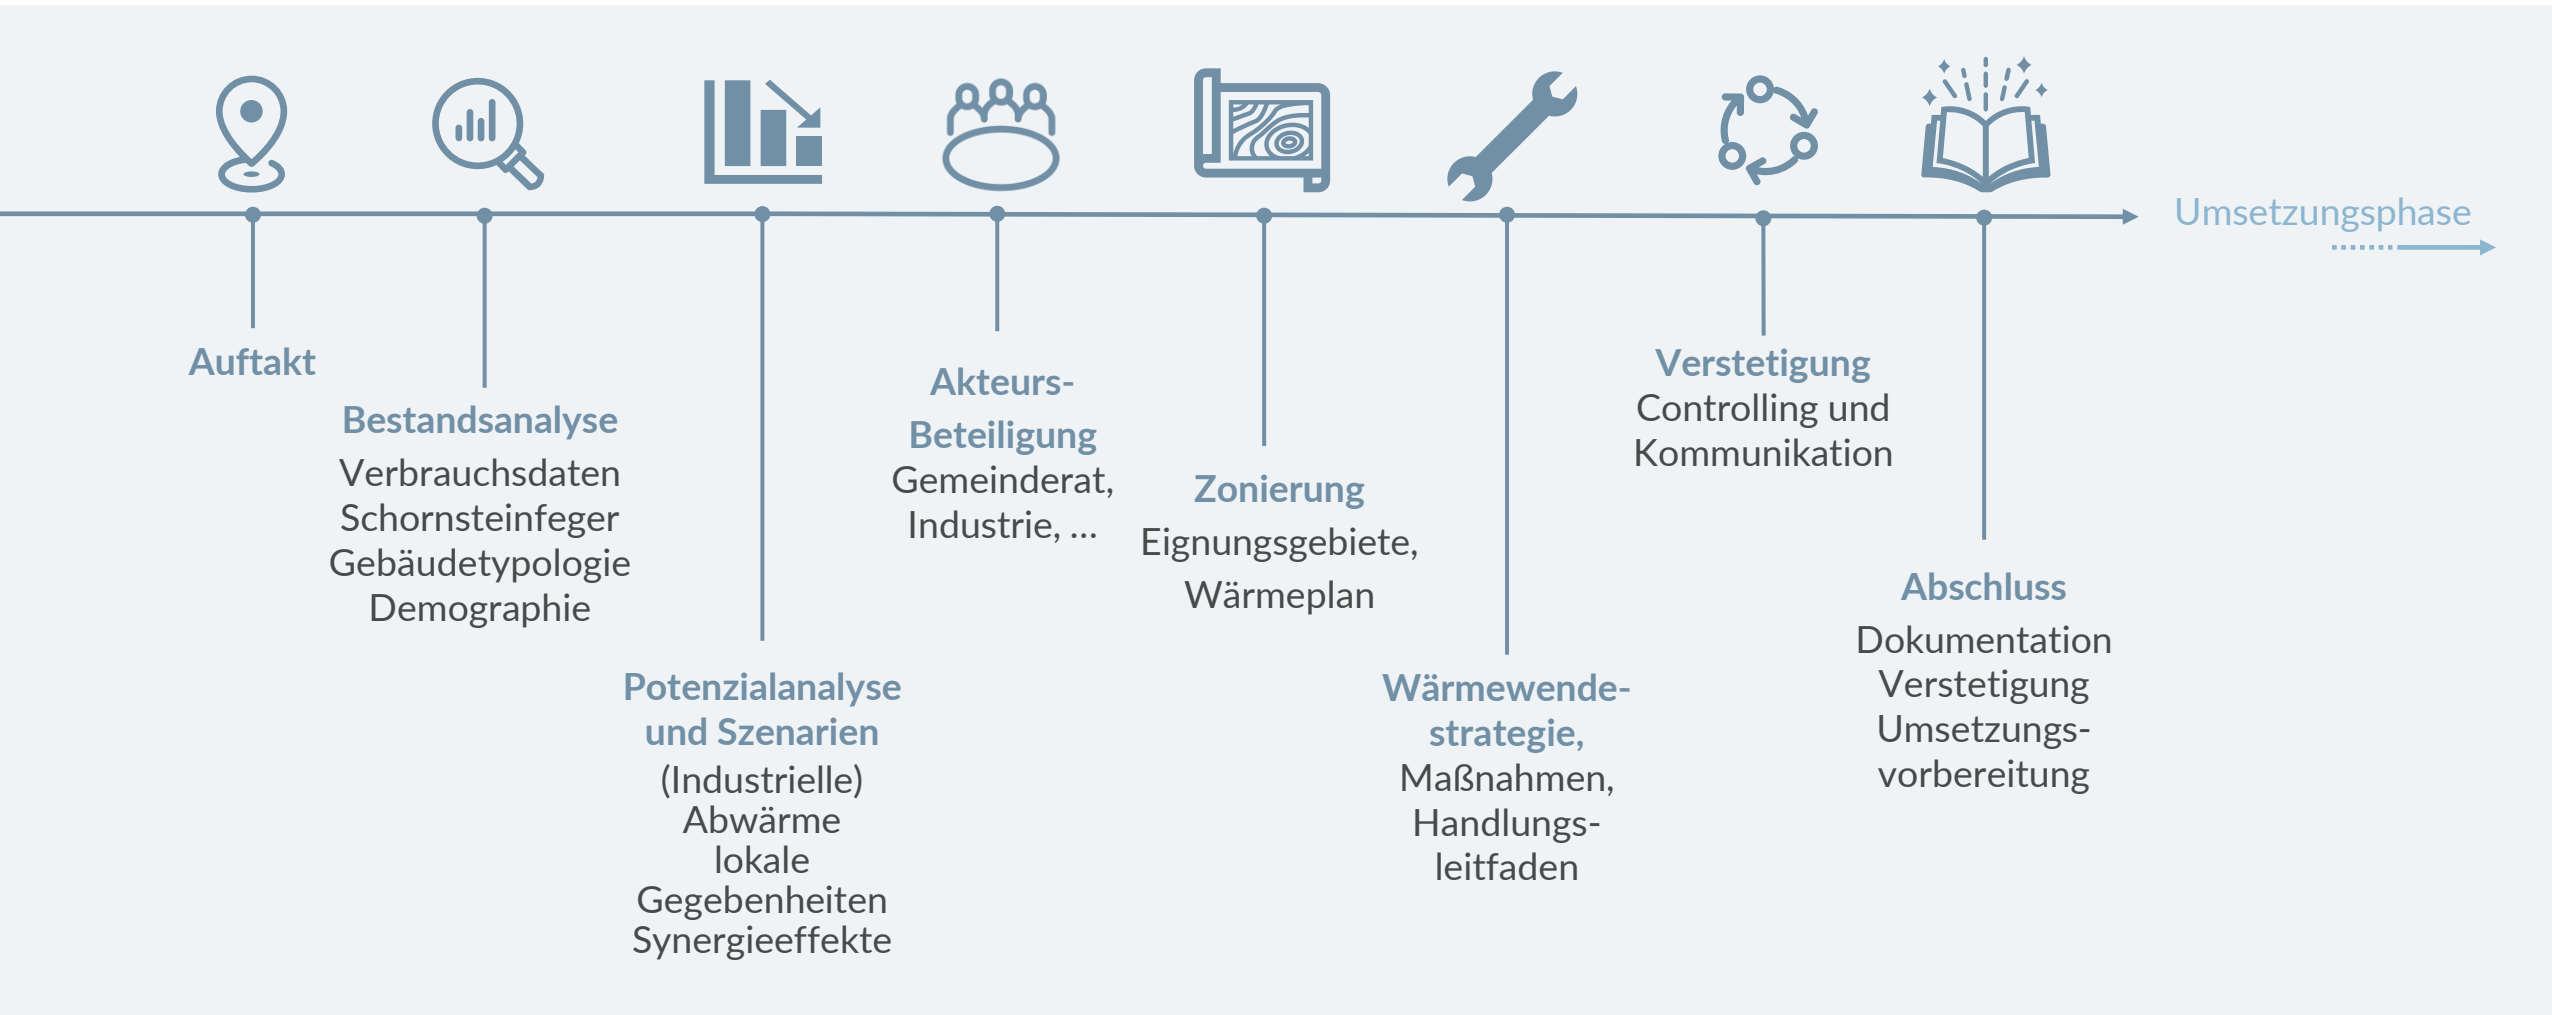 Umsetzungsphase
Auftakt
Bestandsanalyse
Verbrauchsdaten
Schornsteinfeger
Gebäudetypologie
Demographie
Potenzialanalyse
und Szenarien
(Industrielle)
Abwärme
lokale
Gegebenheiten
Synergieeffekte
Akteurs-
Beteiligung
Gemeinderat,
Industrie, ...
Zonierung
Eignungsgebiete,
Wärmeplan
Wärmewende-
strategie,
Maßnahmen,
Handlungs-
leitfaden
Verstetigung
Controlling und
Kommunikation
Abschluss
Dokumentation
Verstetigung
Umsetzungs-
vorbereitung